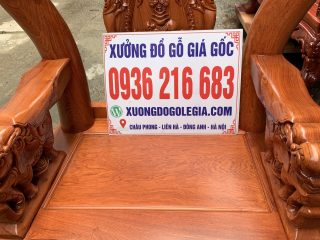 XƯỞNG ĐỒ GỖ GIÁ GỐC
0936 216 683
XUONGDOGOLEGIA.COM
CHÂU PHONG - LIÊN HÀ - ĐÔNG ANH - HÀ NỘI